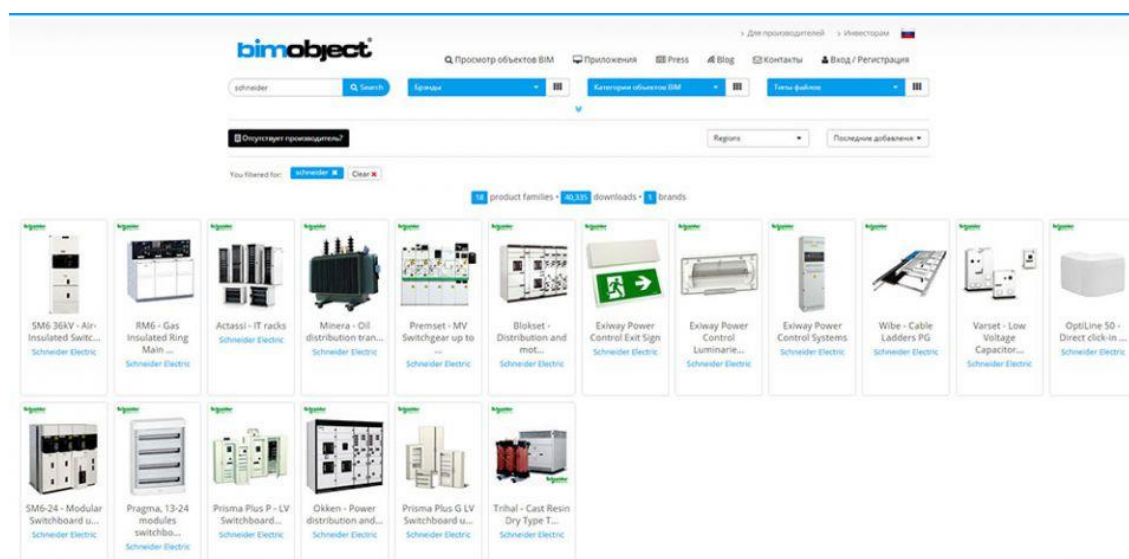 Для производителей
Инвесторам
bimobject®
Просмотр объектов BIM
Приложения
Press
Blog
Контакты
Вход / Регистрация
schneider
Search
Брэнды
Категории объектов BIM
Типы файлов
Отсутствует производитель?
Regions
Последние добавлени
You filtered for:
schneider
Clear
18 product families • 40,335 downloads • 1 brands
SM6 36kV - Air-
Insulated Switc...
Schneider Electric
RM6 - Gas
Insulated Ring
Main ...
Schneider Electric
Actassi - IT racks
Schneider Electric
Minera - Oil
distribution tran...
Schneider Electric
Premset - MV
Switchgear up to
...
Schneider Electric
Blokset -
Distribution and
mot...
Schneider Electric
Exiway Power
Control Exit Sign
Schneider Electric
Exiway Power
Control
Luminarie...
Schneider Electric
Exiway Power
Control Systems
Schneider Electric
Wibe - Cable
Ladders PG
Schneider Electric
Varset - Low
Voltage
Capacitor...
Schneider Electric
OptiLine 50 -
Direct click-in ...
Schneider Electric
SM6-24 - Modular
Switchboard u...
Schneider Electric
Pragma, 13-24
modules
switchbo...
Schneider Electric
Prisma Plus P - LV
Switchboard...
Schneider Electric
Okken - Power
distribution and...
Schneider Electric
Prisma Plus G LV
Switchboard u...
Schneider Electric
Trihal - Cast Resin
Dry Type T...
Schneider Electric